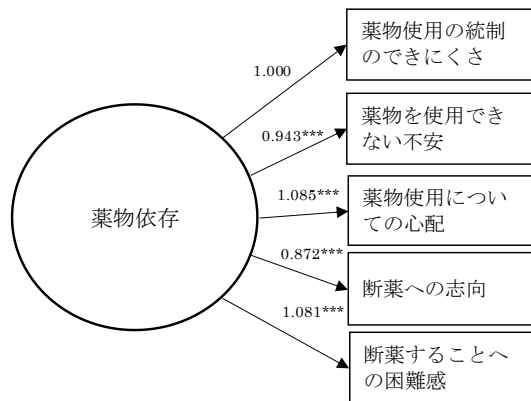 薬物使用の統制
のできにくさ
1.000
薬物を使用でき
ない不安
0.943***
薬物使用につい
ての心配
1.085***
薬物依存
0.872***
断薬への志向
1.081***
断薬することへ
の困難感